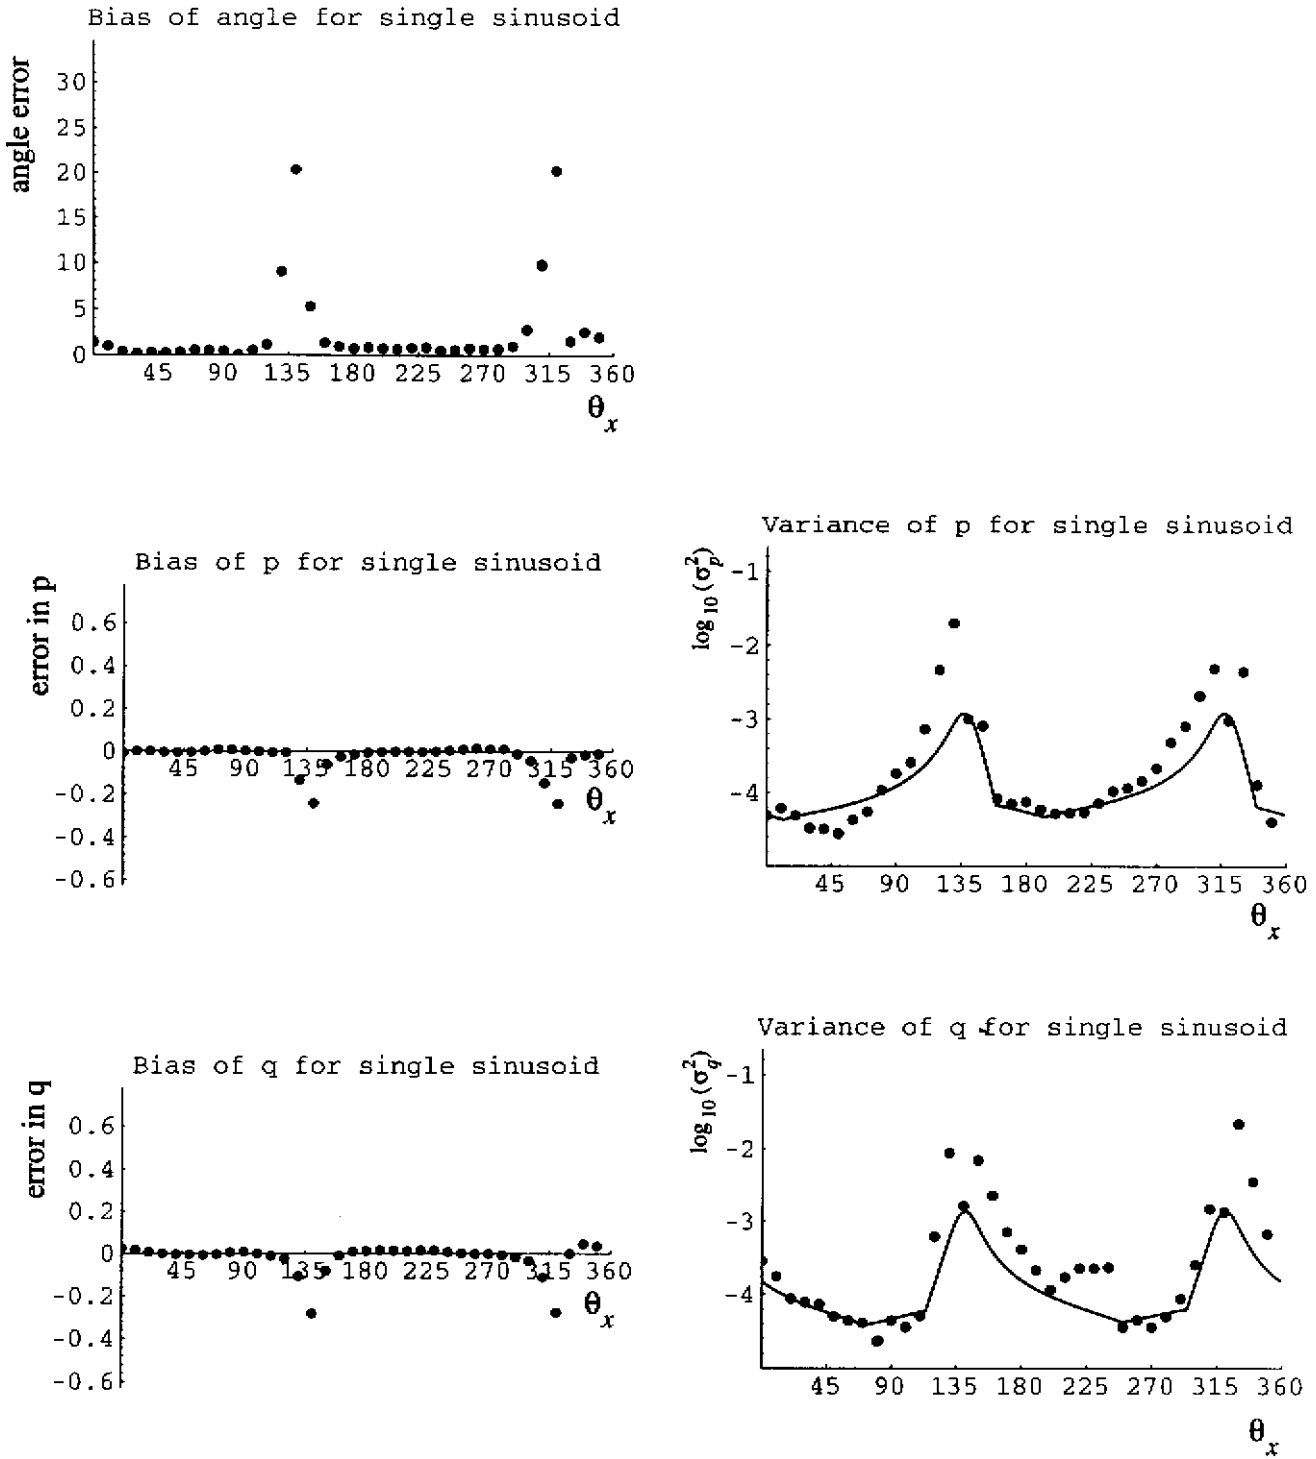 Bias of angle for single sinusoid
angle error
30
25
20
15
10
5
0
45 90 135 180 225 270 315 360
θx
Bias of p for single sinusoid
error in p
0.6
0.4
0.2
0
-0.2
-0.4
-0.6
45 90 135 180 225 270 315 360
θx
Variance of p for single sinusoid
log10(σp²)
-1
-2
-3
-4
45 90 135 180 225 270 315 360
θx
Bias of q for single sinusoid
error in q
0.6
0.4
0.2
0
-0.2
-0.4
-0.6
45 90 135 180 225 270 315 360
θx
Variance of q for single sinusoid
log10(σq²)
-1
-2
-3
-4
45 90 135 180 225 270 315 360
θx